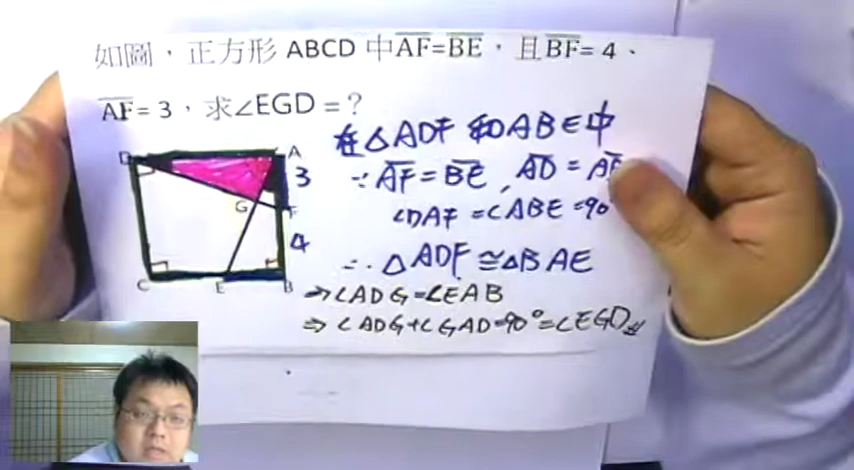 如圖，正方形 ABCD 中AF=BE，且BF= 4、
AF= 3，求∠EGD =？
在△ADF 和ABE中
∵ AF=BE, AD = A
∠DAF =∠ABE =90
∴ △ADF ≅△BAE
⇒∠ADG=∠EAB
⇒ ∠ADG+∠GAD=90°=∠EGD
D
A
3
G
F
4
C
E
B